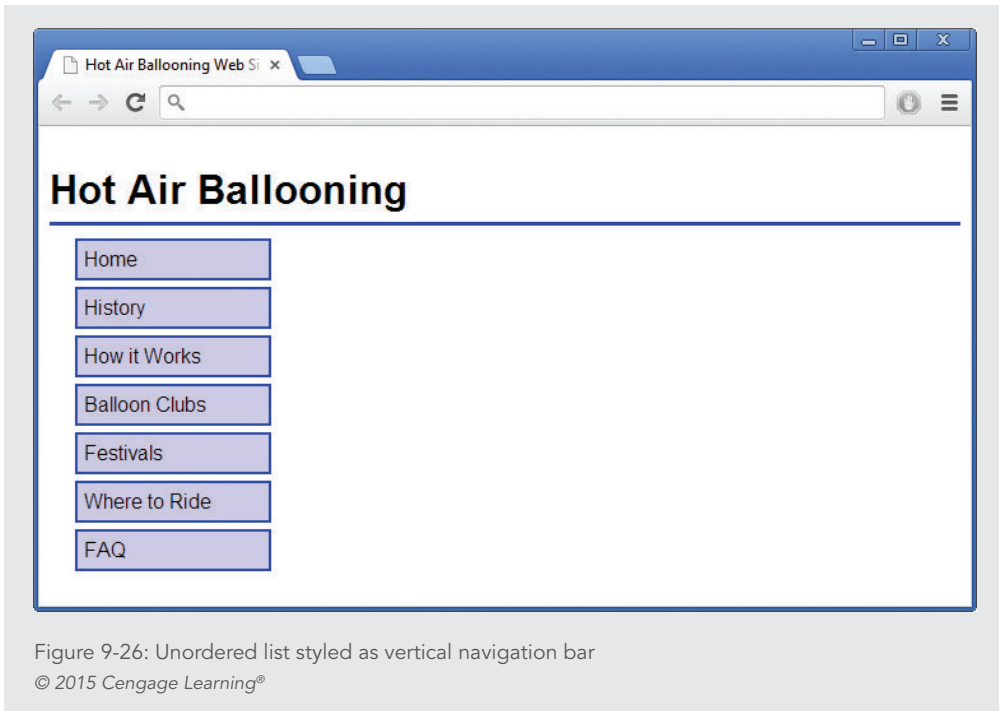 Hot Air Ballooning Web Si
Hot Air Ballooning
Home
History
How it Works
Balloon Clubs
Festivals
Where to Ride
FAQ
Figure 9-26: Unordered list styled as vertical navigation bar
© 2015 Cengage Learning®